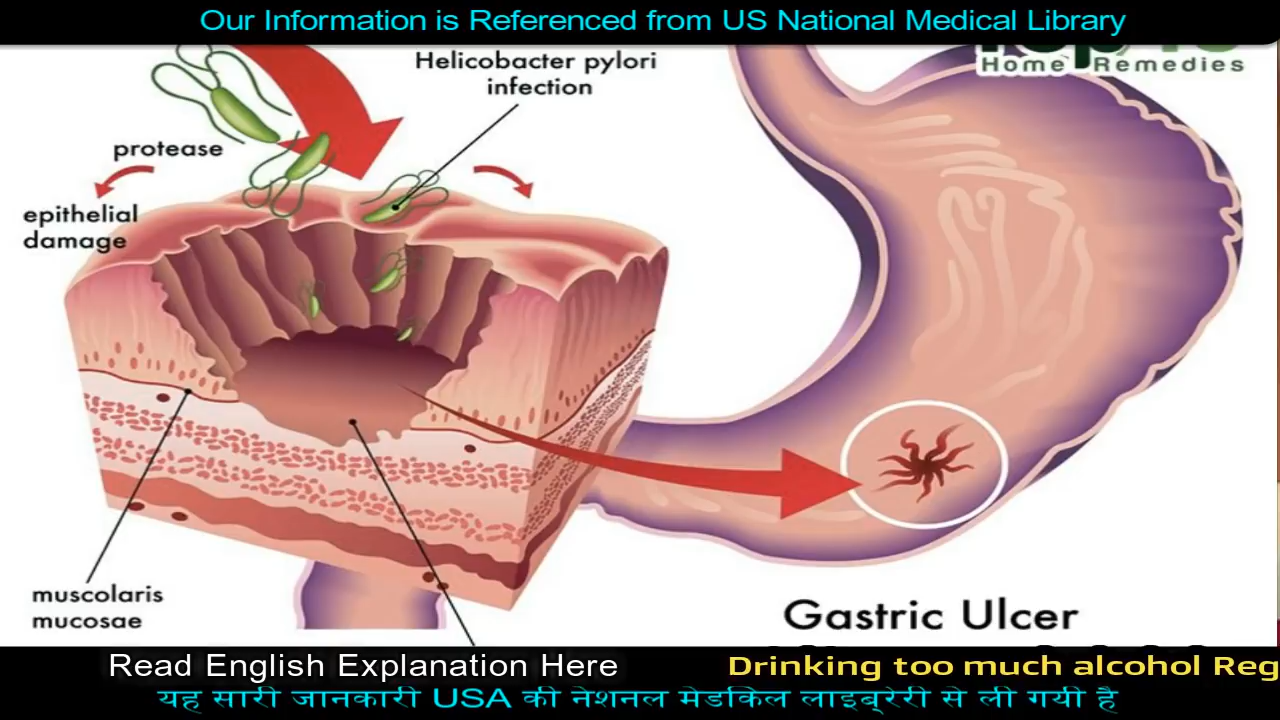 Our Information is Referenced from US National Medical Library
Home Remedies
Helicobacter pylori
infection
protease
epithelial
damage
muscolaris
mucosae
Gastric Ulcer
Read English Explanation Here
Drinking too much alcohol Reg
यह सारी जानकारी USA की नेशनल मेडिकल लाइब्रेरी से ली गयी है